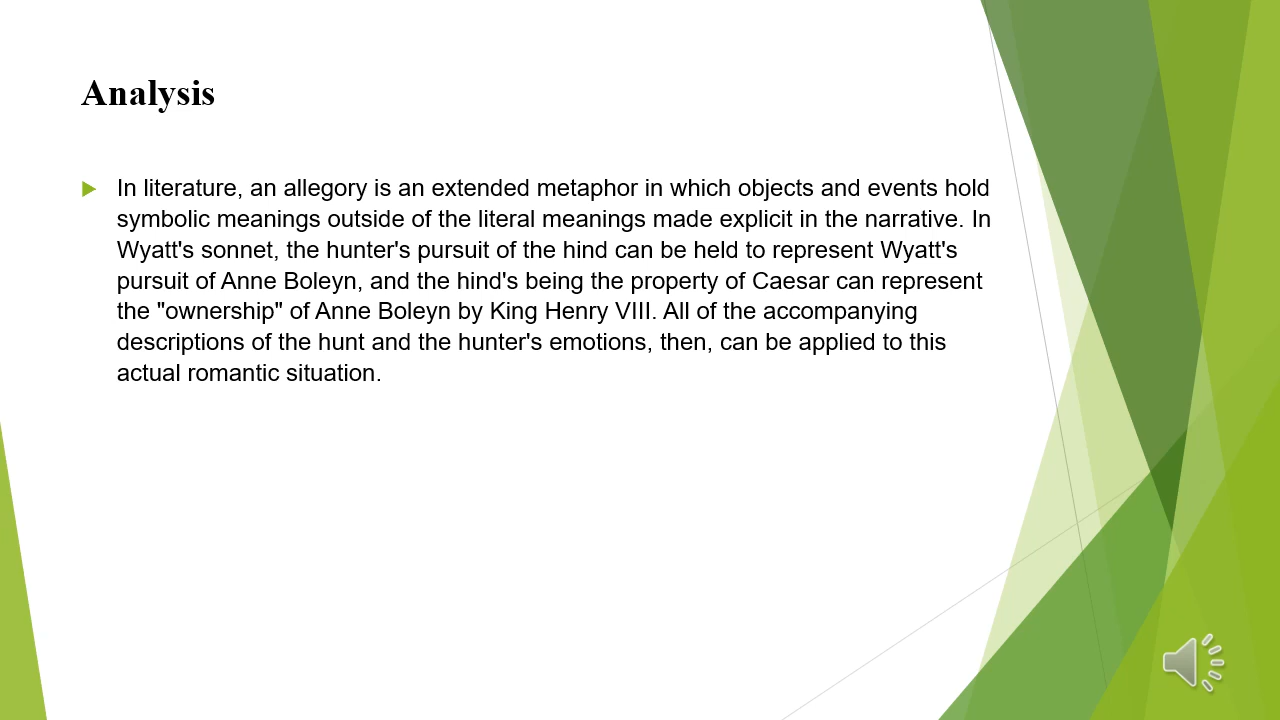 Analysis
In literature, an allegory is an extended metaphor in which objects and events hold
symbolic meanings outside of the literal meanings made explicit in the narrative. In
Wyatt's sonnet, the hunter's pursuit of the hind can be held to represent Wyatt's
pursuit of Anne Boleyn, and the hind's being the property of Caesar can represent
the "ownership" of Anne Boleyn by King Henry VIII. All of the accompanying
descriptions of the hunt and the hunter's emotions, then, can be applied to this
actual romantic situation.